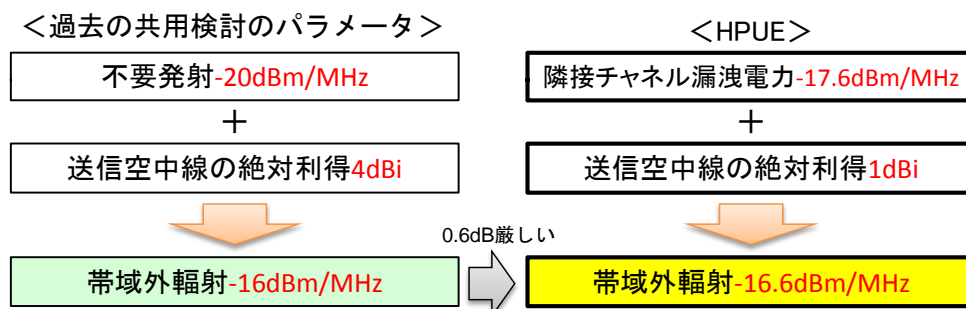 ＜過去の共用検討のパラメータ＞
不要発射-20dBm/MHz
＋
送信空中線の絶対利得4dBi
帯域外輻射-16dBm/MHz
0.6dB厳しい
＜HPUE＞
隣接チャネル漏洩電力-17.6dBm/MHz
＋
送信空中線の絶対利得1dBi
帯域外輻射-16.6dBm/MHz